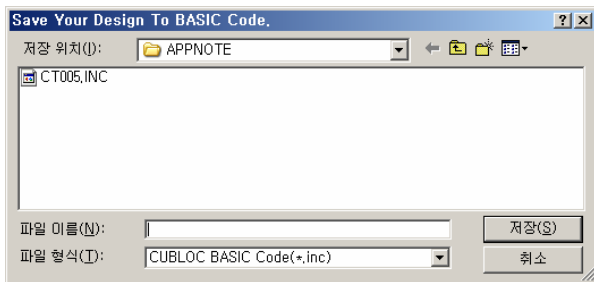 Save Your Design To BASIC Code,
저장 위치(I): APPNOTE
CT005,INC
파일 이름(N): 저장(S)
파일 형식(T): CUBLOC BASIC Code(*,inc) 취소